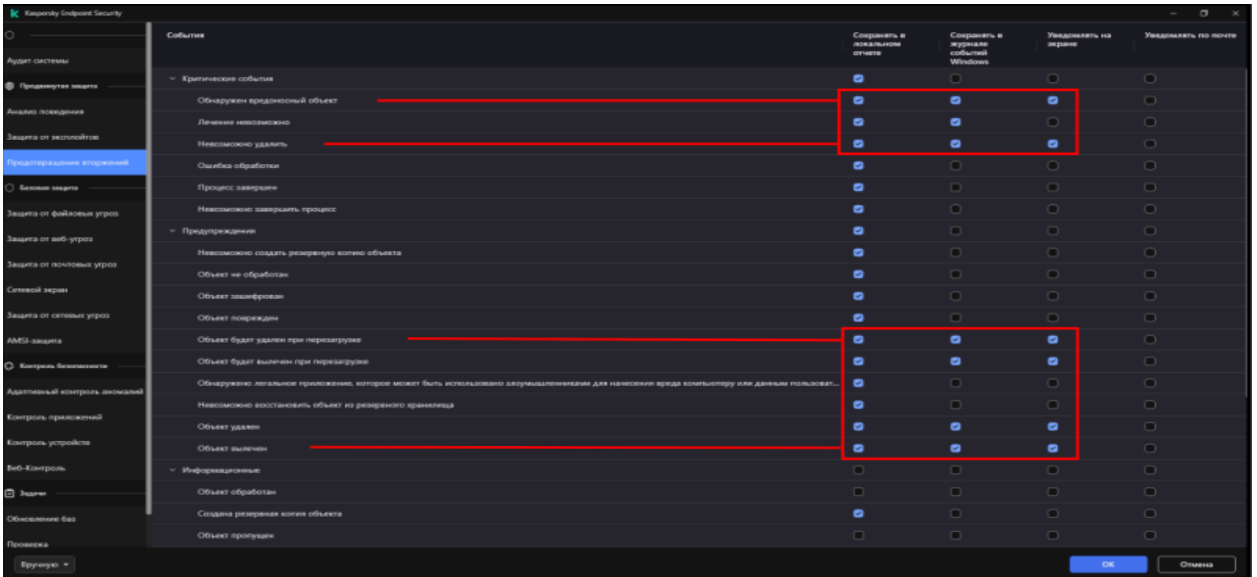 Kaspersky Endpoint Security
События
Сохранять в локальном отчете
Сохранять в журнале событий Windows
Уведомлять на экране
Уведомлять по почте
Аудит системы
Продвинутая защита
Анализ поведения
Защита от эксплойтов
Предотвращение вторжений
Базовая защита
Защита от файловых угроз
Защита от веб-угроз
Защита от почтовых угроз
Сетевой экран
Защита от сетевых угроз
AMSI-защита
Контроль безопасности
Адаптивный контроль аномалий
Контроль приложений
Контроль устройств
Веб-Контроль
Задачи
Обновление баз
Проверка
Критические события
Обнаружен вредоносный объект
Лечение невозможно
Невозможно удалить
Ошибка обработки
Процесс завершен
Невозможно завершить процесс
Предупреждения
Невозможно создать резервную копию объекта
Объект не обработан
Объект зашифрован
Объект поврежден
Объект будет удален при перезагрузке
Объект будет вылечен при перезагрузке
Обнаружено легальное приложение, которое может быть использовано злоумышленниками для нанесения вреда компьютеру или данным пользоват...
Невозможно восстановить объект из резервного хранилища
Объект удален
Объект вылечен
Информационные
Объект обработан
Создана резервная копия объекта
Объект пропущен
Вручную
ОК
Отмена